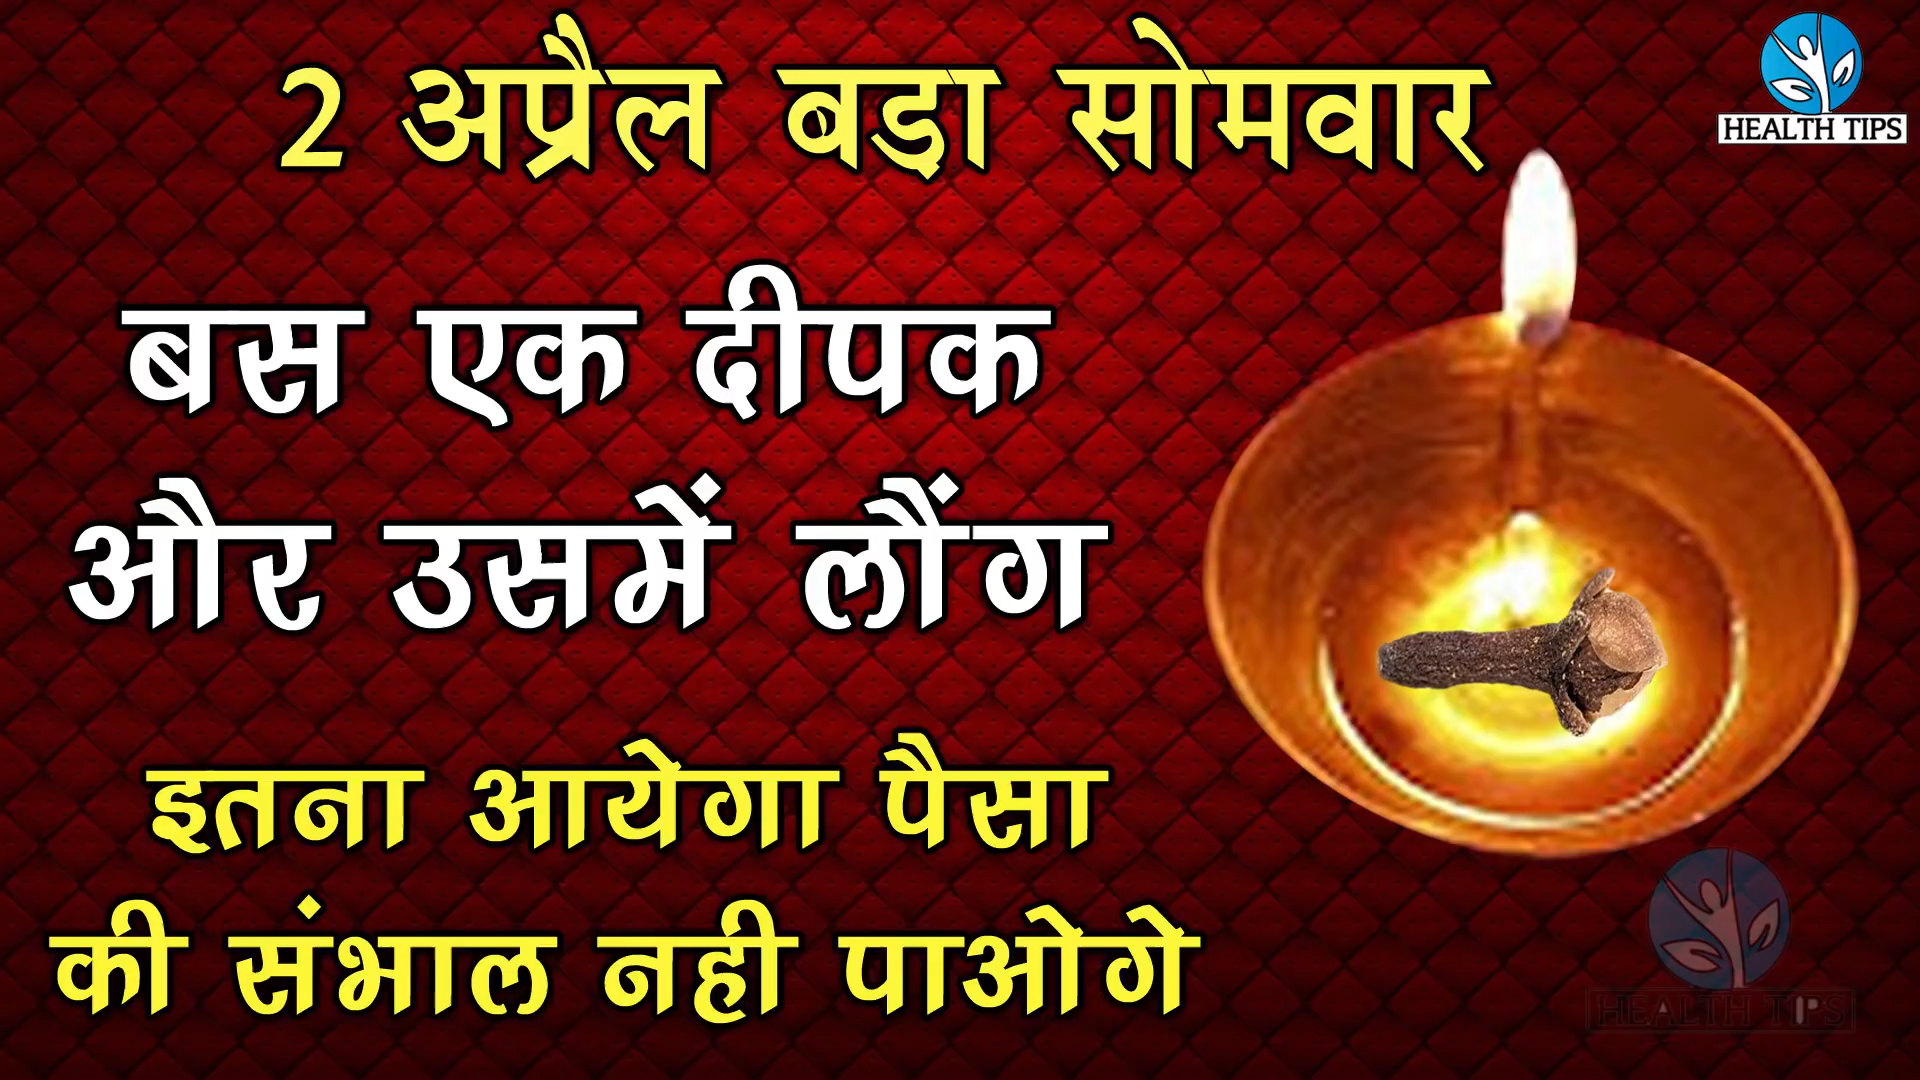 2 अप्रैल बड़ा सोमवार
HEALTH TIPS
बस एक दीपक
और उसमें लौंग
इतना आयेगा पैसा
की संभाल नही पाओगे
HEALTH TIPS